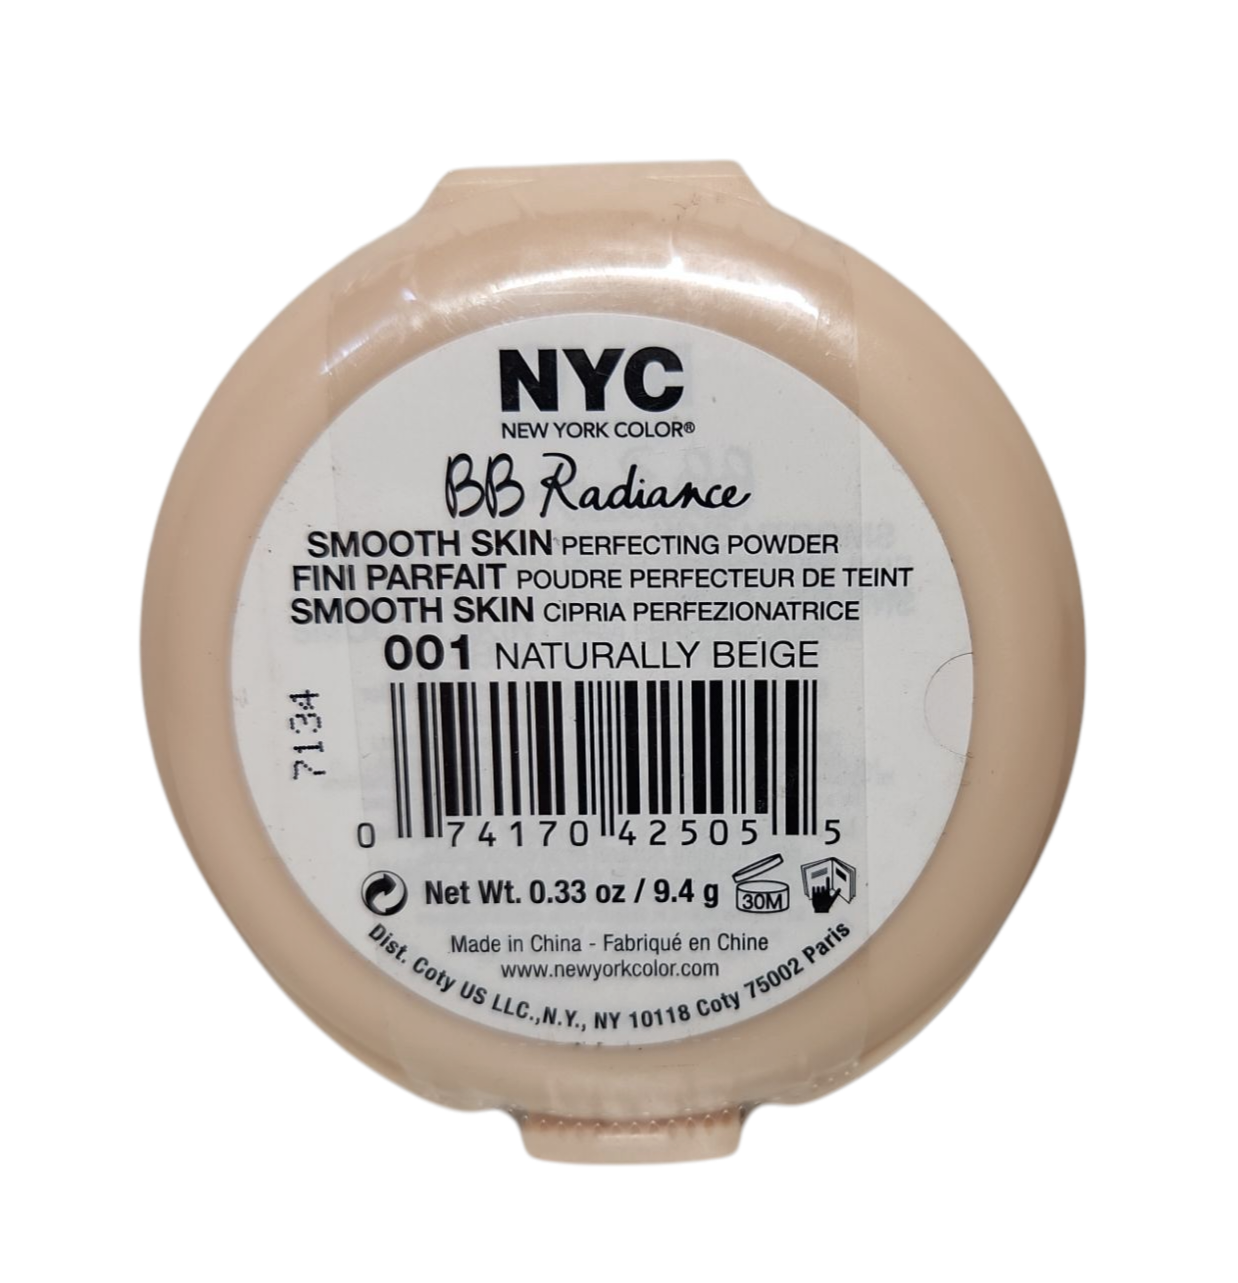 NYC
NEW YORK COLOR®
BB Radiance
SMOOTH SKIN PERFECTING POWDER
FINI PARFAIT POUDRE PERFECTEUR DE TEINT
SMOOTH SKIN CIPRIA PERFEZIONATRICE
001 NATURALLY BEIGE
7134
0 74170 42505 5
Net Wt. 0.33 oz / 9.4 g 30M
Made in China - Fabriqué en Chine
www.newyorkcolor.com
Dist. Coty US LLC.,N.Y., NY 10118 Coty 75002 Paris